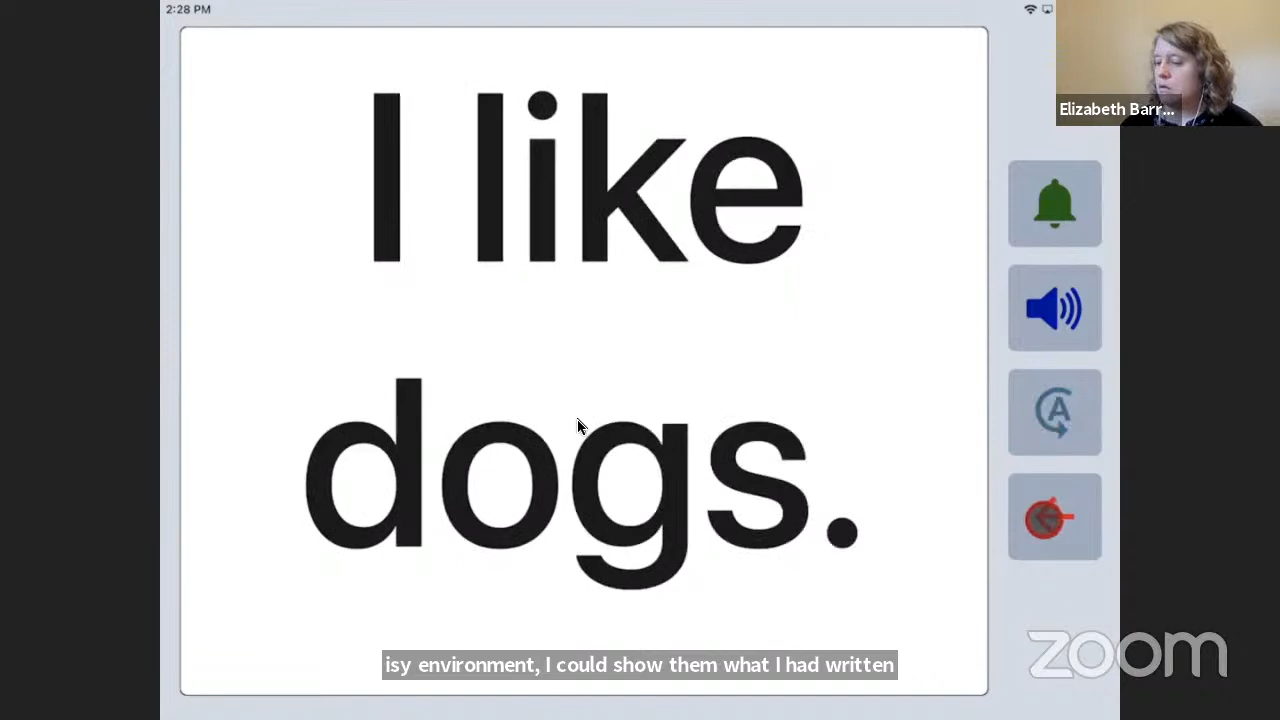 2:28 PM
I like
dogs.
Elizabeth Barr...
A
isy environment, I could show them what I had written
zoom